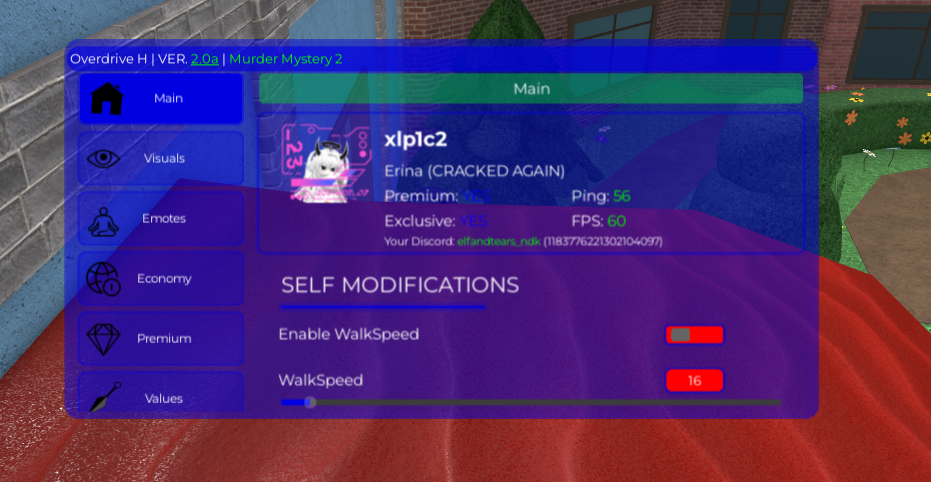 Overdrive H | VER. 2.0a | Murder Mystery 2
Main
Visuals
Emotes
Economy
Premium
Values
Main
xlp1c2
Erina (CRACKED AGAIN)
Premium: YES
Ping: 56
Exclusive: YES
FPS: 60
Your Discord: elfandtears_ndk (1183776221302104097)
SELF MODIFICATIONS
Enable WalkSpeed
WalkSpeed
16